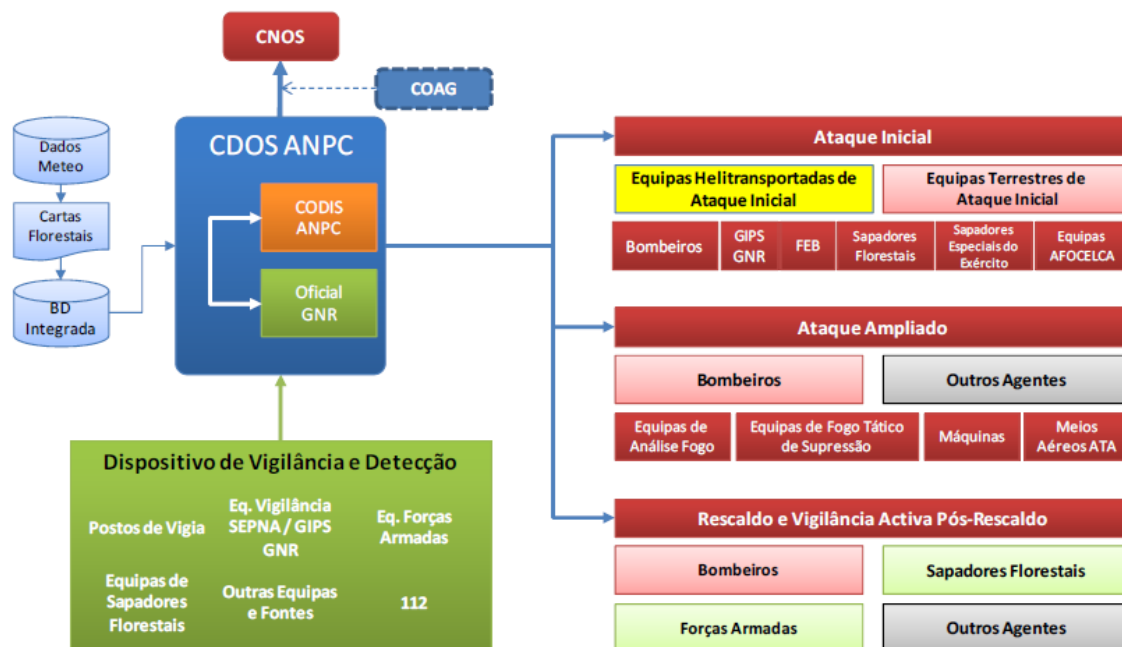 CNOS
COAG
Dados
Meteo
Cartas
Florestais
BD
Integrada
CDOS ANPC
CODIS
ANPC
Oficial
GNR
Dispositivo de Vigilância e Detecção
Postos de Vigia
Eq. Vigilância
SEPNA / GIPS
GNR
Eq. Forças
Armadas
Equipas de
Sapadores
Florestais
Outras Equipas
e Fontes
112
Ataque Inicial
Equipas Helitransportadas de
Ataque Inicial
Equipas Terrestres de
Ataque Inicial
Bombeiros
GIPS
GNR
FEB
Sapadores
Florestais
Sapadores
Especiais do
Exército
Equipas
AFOCELCA
Ataque Ampliado
Bombeiros
Outros Agentes
Equipas de
Análise Fogo
Equipas de Fogo Tático
de Supressão
Máquinas
Meios
Aéreos ATA
Rescaldo e Vigilância Activa Pós-Rescaldo
Bombeiros
Sapadores Florestais
Forças Armadas
Outros Agentes